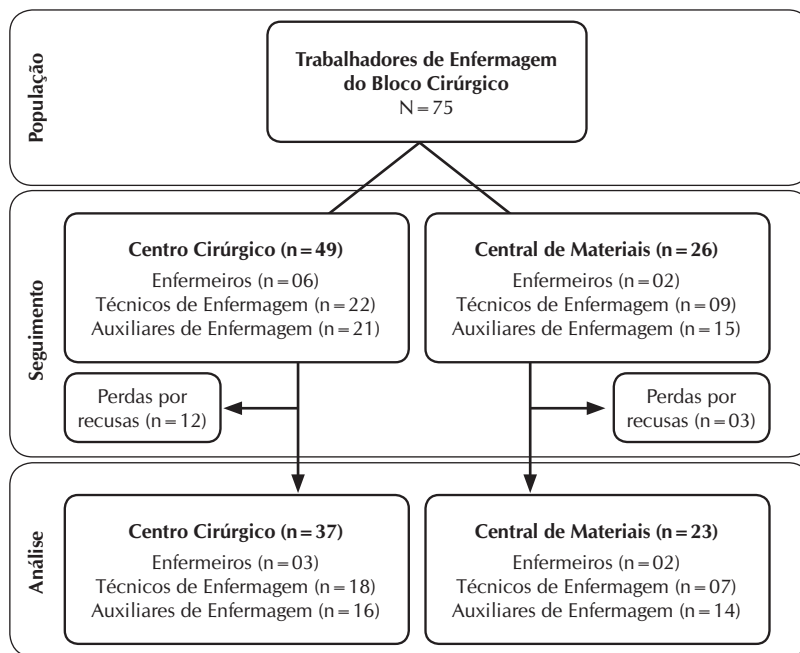 População
Trabalhadores de Enfermagem
do Bloco Cirúrgico
N = 75
Seguimento
Centro Cirúrgico (n = 49)
Enfermeiros (n = 06)
Técnicos de Enfermagem (n = 22)
Auxiliares de Enfermagem (n = 21)
Central de Materiais (n = 26)
Enfermeiros (n = 02)
Técnicos de Enfermagem (n = 09)
Auxiliares de Enfermagem (n = 15)
Perdas por
recusas (n = 12)
Perdas por
recusas (n = 03)
Análise
Centro Cirúrgico (n = 37)
Enfermeiros (n = 03)
Técnicos de Enfermagem (n = 18)
Auxiliares de Enfermagem (n = 16)
Central de Materiais (n = 23)
Enfermeiros (n = 02)
Técnicos de Enfermagem (n = 07)
Auxiliares de Enfermagem (n = 14)